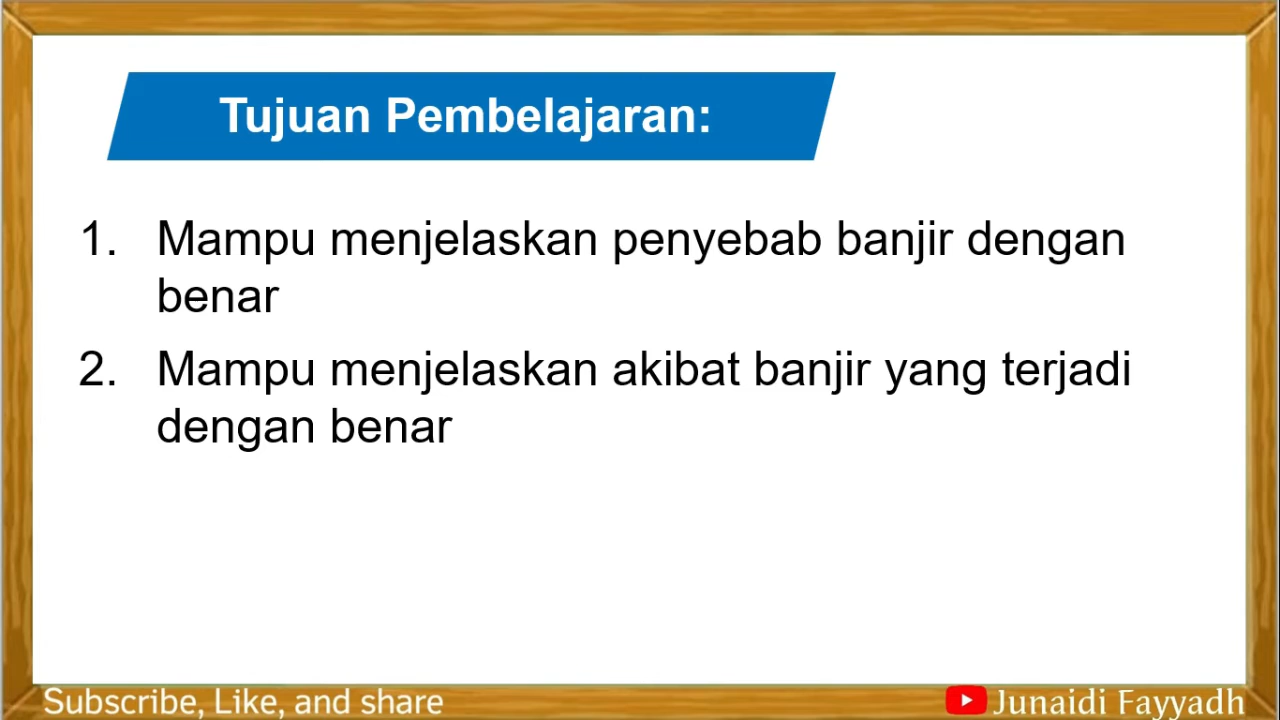 Tujuan Pembelajaran:
1. Mampu menjelaskan penyebab banjir dengan
benar
2. Mampu menjelaskan akibat banjir yang terjadi
dengan benar
Subscribe, Like, and share
Junaidi Fayyadh